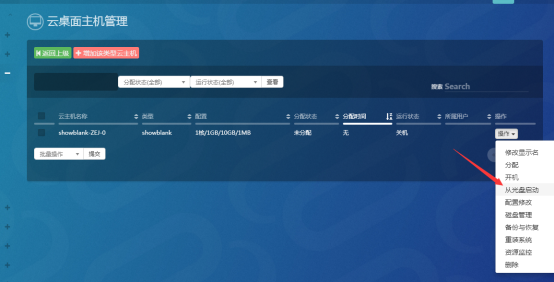 云桌面主机管理
返回上级 增加该类型云主机
分配状态(全部) 运行状态(全部) 查看
搜索 Search
云主机名称 类型 配置 分配状态 分配时间 运行状态 所属用户 操作
showblank-ZEJ-0 showblank 1核/1GB/10GB/1MB 未分配 无 关机 操作
批量操作 提交
修改显示名
分配
开机
从光盘启动
配置修改
磁盘管理
备份与恢复
重装系统
资源监控
删除